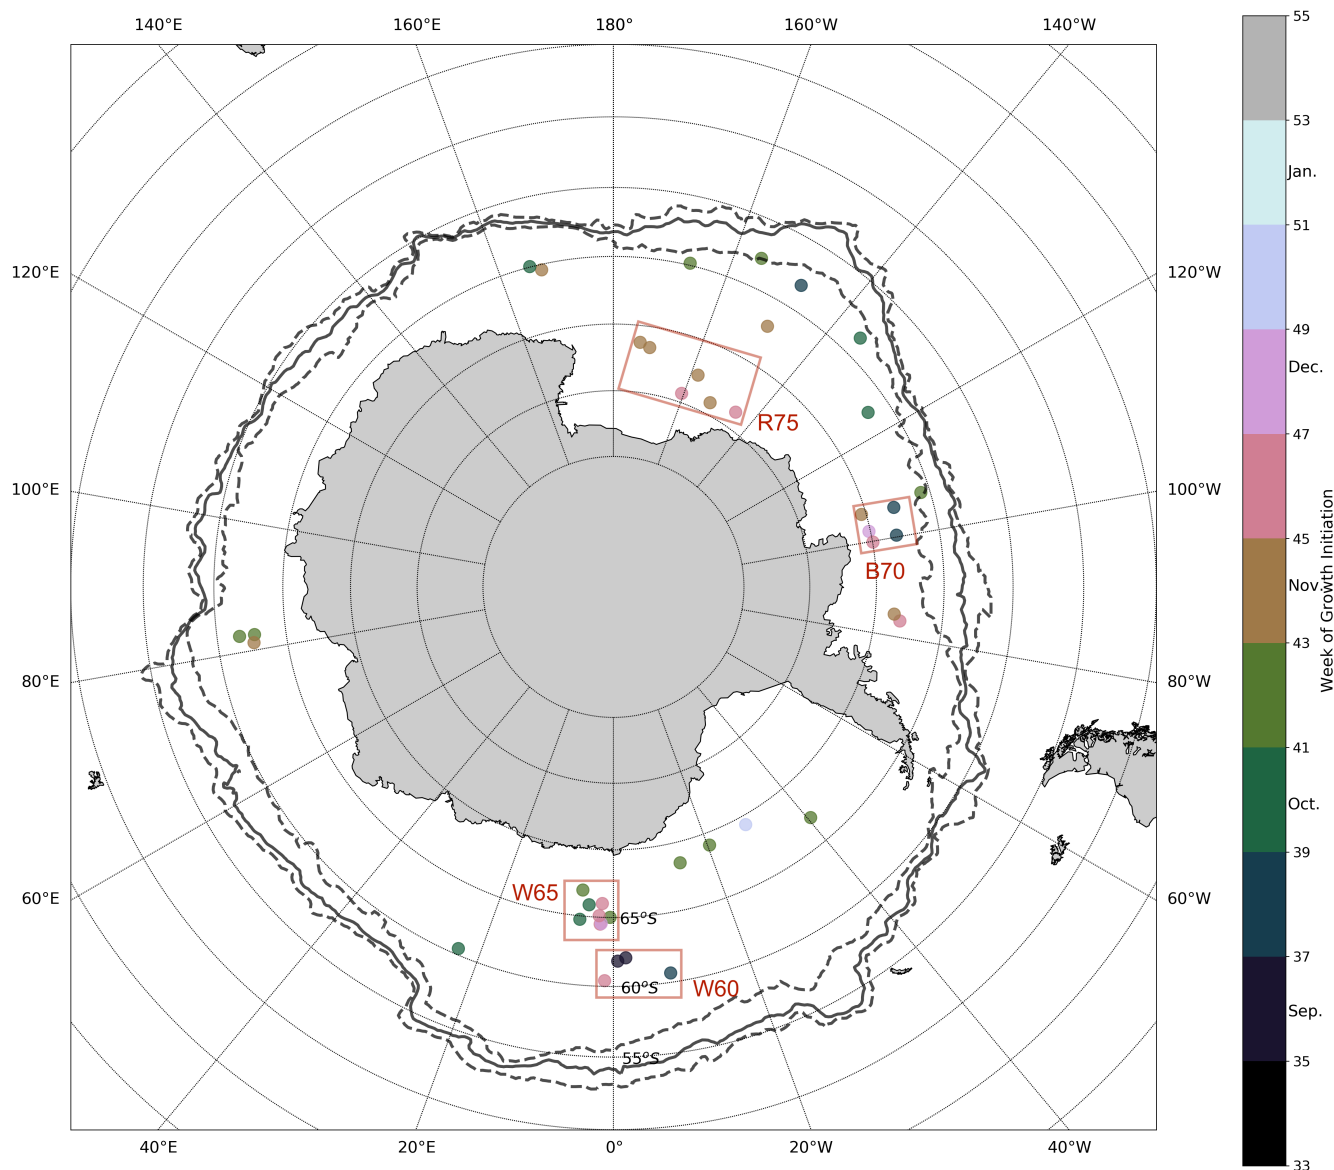 140°E 160°E 180° 160°W 140°W
120°E 120°W
100°E 100°W
80°E 80°W
60°E 60°W
40°E 20°E 0° 20°W 40°W
R75
B70
W65
65°S
W60
60°S
55°S
55
53
Jan.
51
49
Dec.
47
45
Nov.
43
41
Oct.
39
37
Sep.
35
33
Week of Growth Initiation